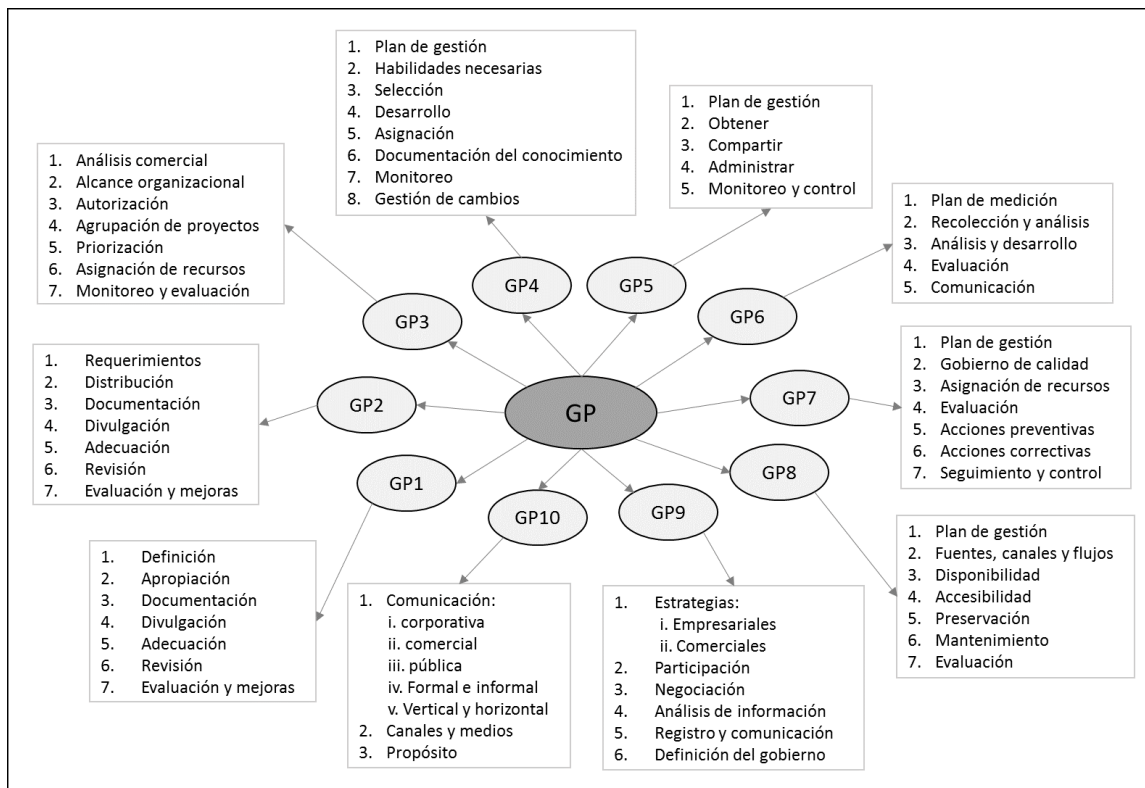 1. Plan de gestión
2. Habilidades necesarias
3. Selección
4. Desarrollo
5. Asignación
6. Documentación del conocimiento
7. Monitoreo
8. Gestión de cambios
1. Plan de gestión
2. Obtener
3. Compartir
4. Administrar
5. Monitoreo y control
1. Análisis comercial
2. Alcance organizacional
3. Autorización
4. Agrupación de proyectos
5. Priorización
6. Asignación de recursos
7. Monitoreo y evaluación
1. Plan de medición
2. Recolección y análisis
3. Análisis y desarrollo
4. Evaluación
5. Comunicación
GP4
GP5
GP3
GP6
1. Requerimientos
2. Distribución
3. Documentación
4. Divulgación
5. Adecuación
6. Revisión
7. Evaluación y mejoras
GP2
GP
GP7
1. Plan de gestión
2. Gobierno de calidad
3. Asignación de recursos
4. Evaluación
5. Acciones preventivas
6. Acciones correctivas
7. Seguimiento y control
GP1
GP10
GP9
GP8
1. Definición
2. Apropiación
3. Documentación
4. Divulgación
5. Adecuación
6. Revisión
7. Evaluación y mejoras
1. Comunicación:
i. corporativa
ii. comercial
iii. pública
iv. Formal e informal
v. Vertical y horizontal
2. Canales y medios
3. Propósito
1. Estrategias:
i. Empresariales
ii. Comerciales
2. Participación
3. Negociación
4. Análisis de información
5. Registro y comunicación
6. Definición del gobierno
1. Plan de gestión
2. Fuentes, canales y flujos
3. Disponibilidad
4. Accesibilidad
5. Preservación
6. Mantenimiento
7. Evaluación